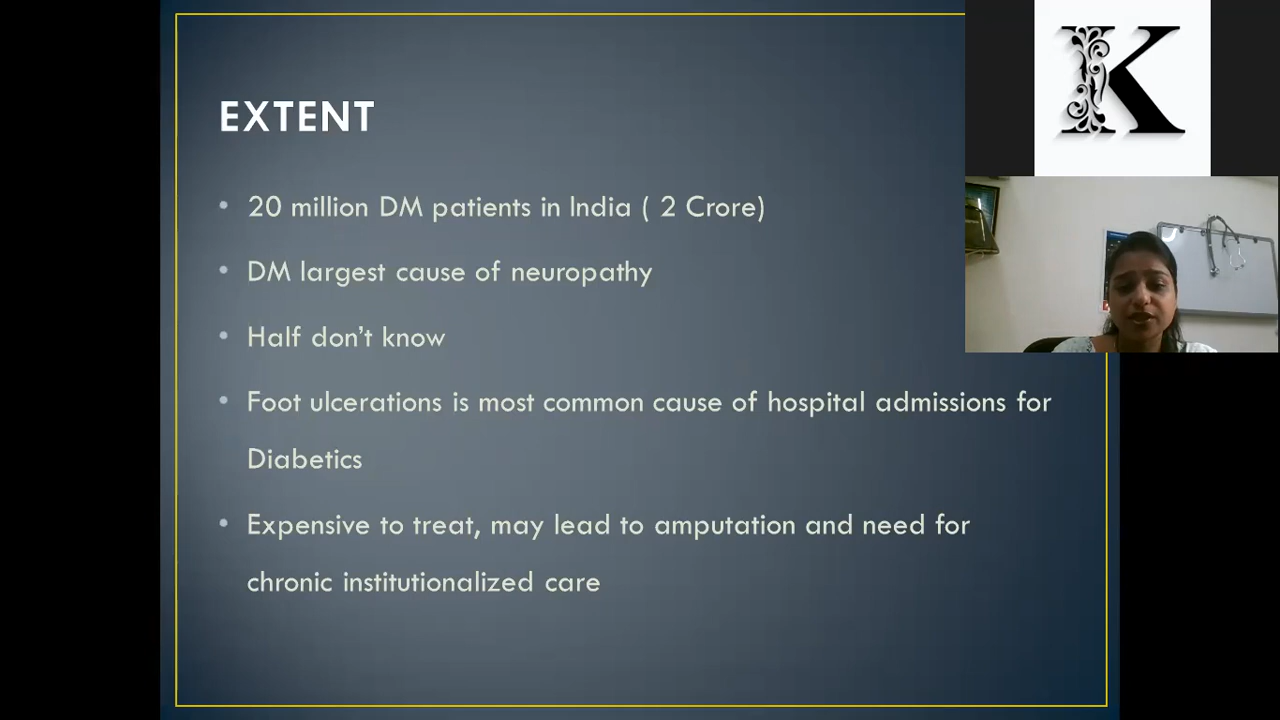 EXTENT
• 20 million DM patients in India ( 2 Crore)
• DM largest cause of neuropathy
• Half don’t know
• Foot ulcerations is most common cause of hospital admissions for
Diabetics
• Expensive to treat, may lead to amputation and need for
chronic institutionalized care
K